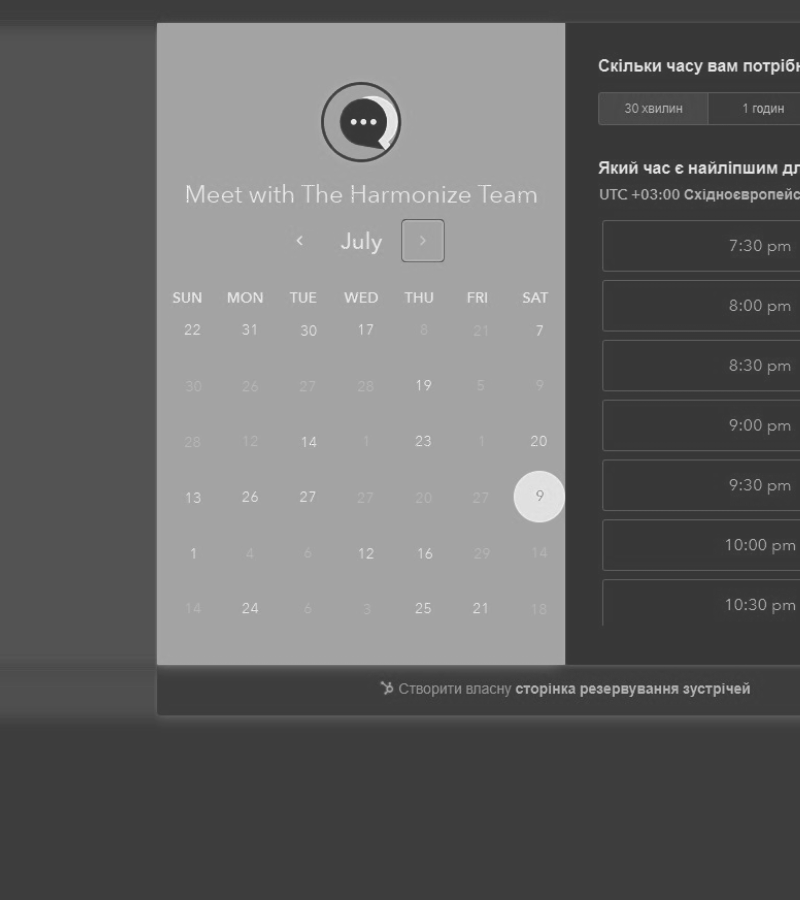 Meet with The Harmonize Team
July
SUN MON TUE WED THU FRI SAT
22 31 30 17 8 21 7
30 26 27 28 19 5 9
28 12 14 1 23 1 20
13 26 27 27 20 27 9
1 4 6 12 16 29 14
14 24 6 3 25 21 18
Скільки часу вам
30 хвилин 1 годин
Який час є найліпшим
UTC +03:00
7:30 pm
8:00 pm
8:30 pm
9:00 pm
9:30 pm
10:00 pm
10:30 pm
Створити власну сторінка резервування зустрічей